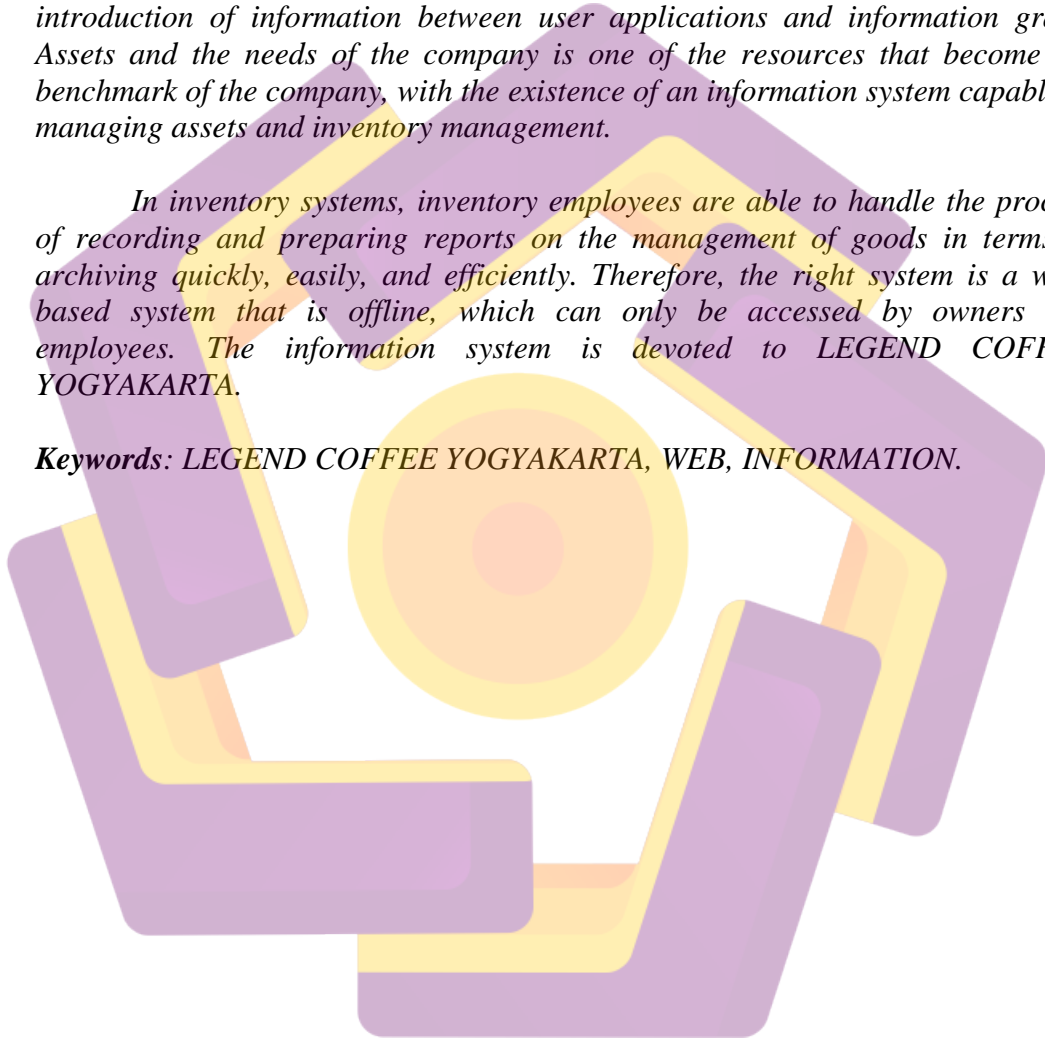 introduction of information between user applications and information
Assets and the needs of the company is one of the resources that become
benchmark of the company, with the existence of an information system
managing assets and inventory management.
In inventory systems, inventory employees are able to handle the
of recording and preparing reports on the management of goods in terms
archiving quickly, easily, and efficiently. Therefore, the right system is a
based system that is offline, which can only be accessed by owners
employees. The information system is devoted to LEGEND
YOGYAKARTA.
Keywords: LEGEND COFFEE YOGYAKARTA, WEB, INFORMATION.